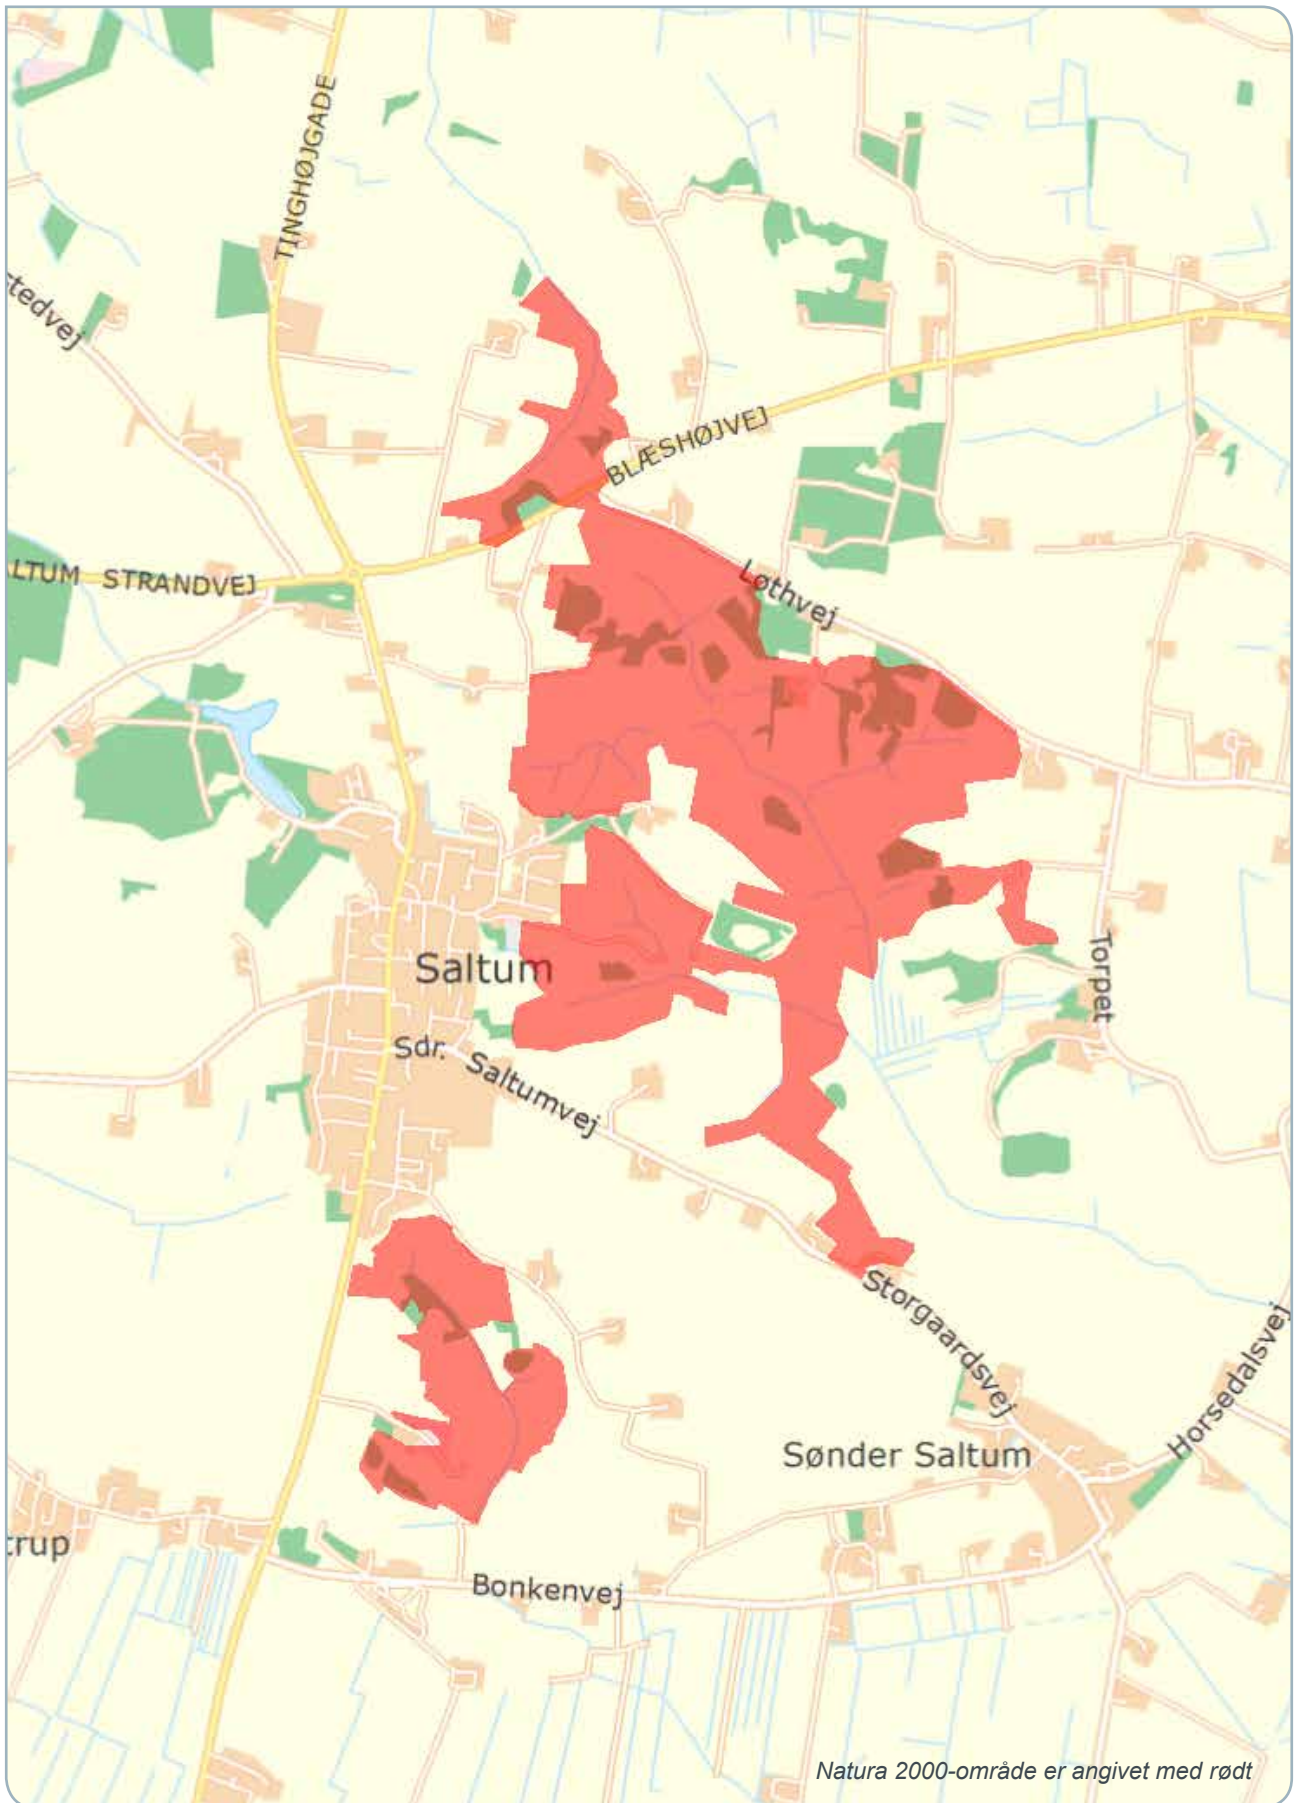 TINGHØJGADE
stedvej
BLÆSHØJVEJ
LTUM STRANDVEJ
Løthvej
Saltum
Torpet
Sdr. Saltumvej
Storgaardsvej
Horsedalsvej
Sønder Saltum
trup
Bonkenvej
Natura 2000-område er angivet med rødt